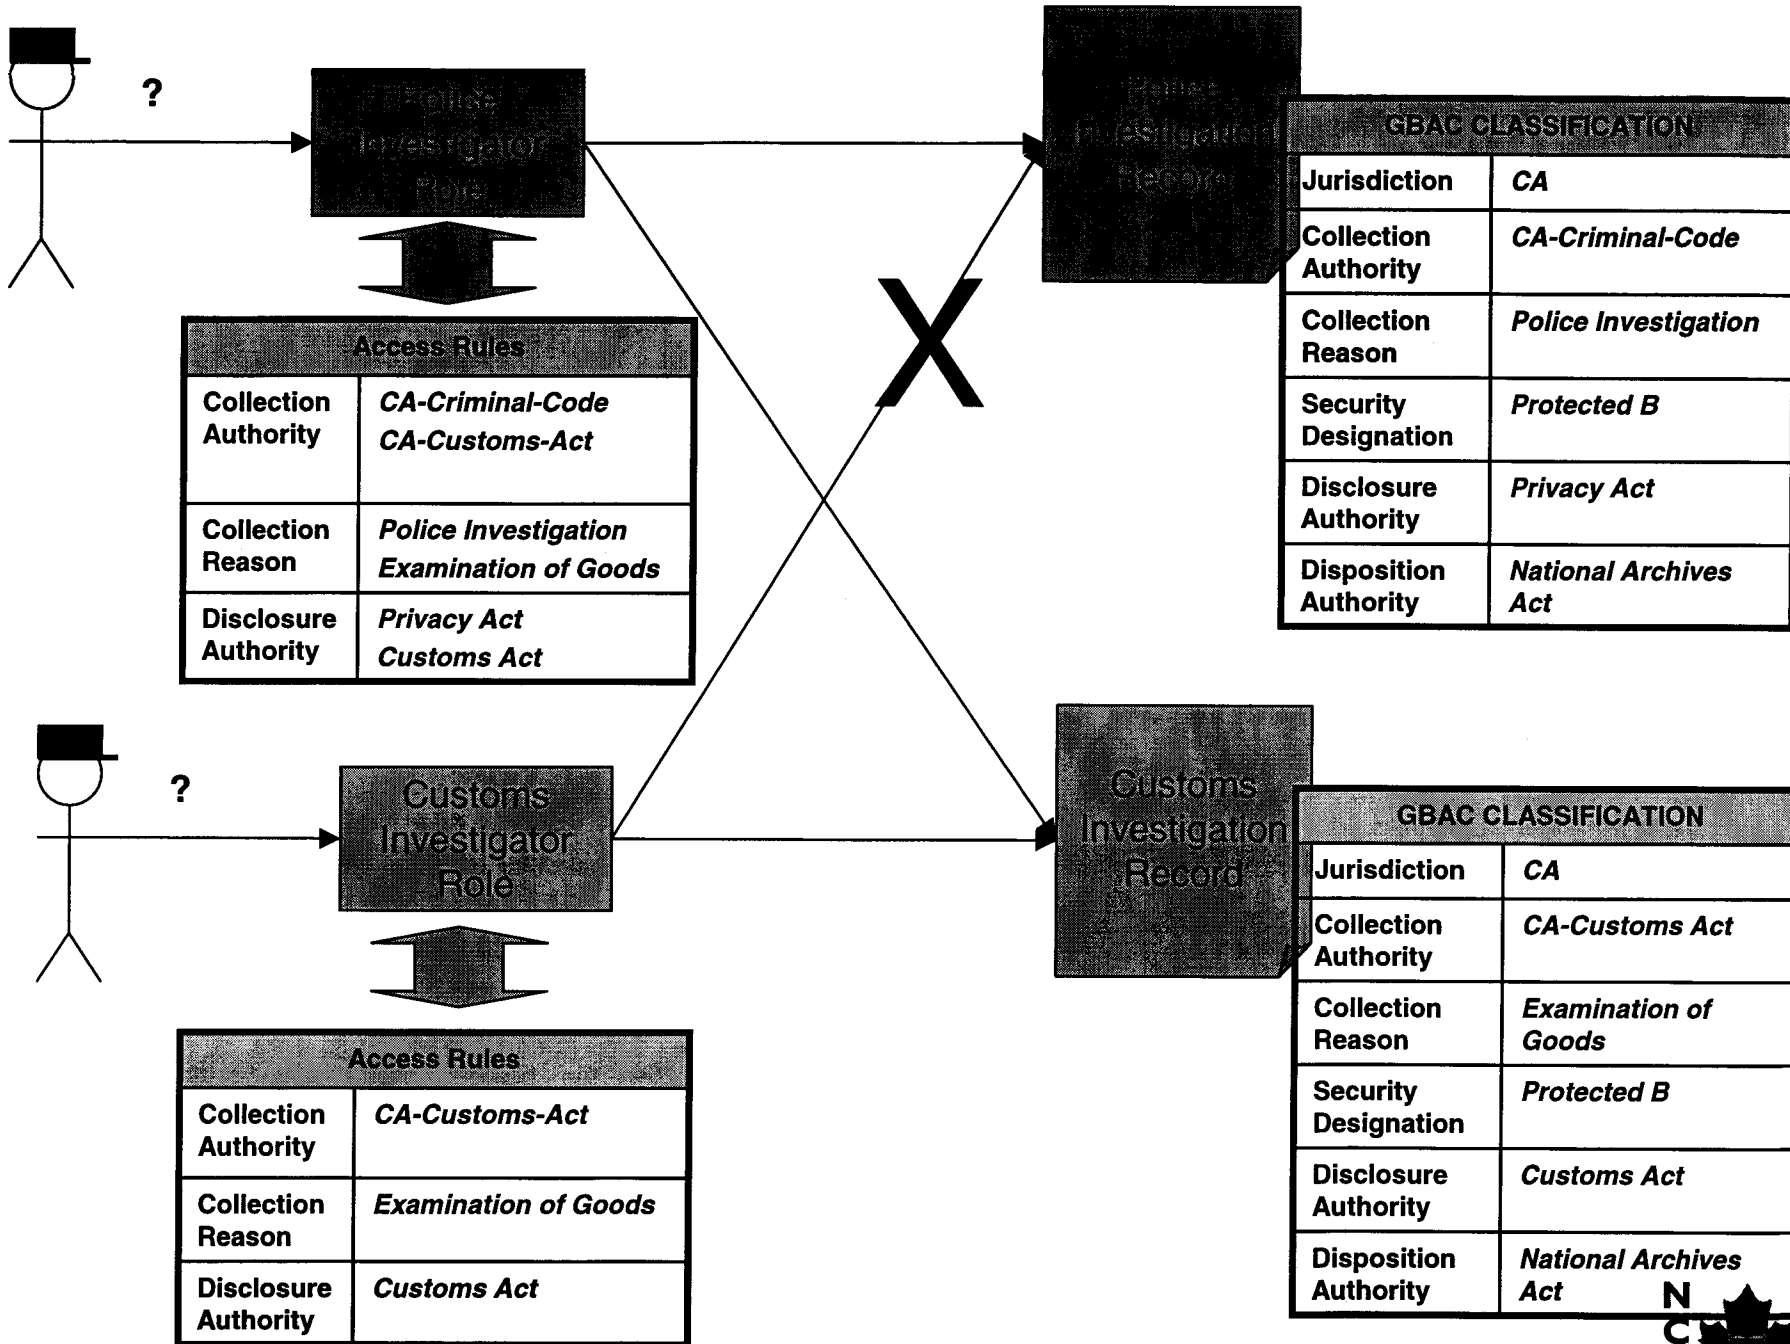 ?
Police
Investigator
Role
Access Rules
Collection
Authority
CA-Criminal-Code
CA-Customs-Act
Collection
Reason
Police Investigation
Examination of Goods
Disclosure
Authority
Privacy Act
Customs Act
Police
Investigation
Record
GBAC CLASSIFICATION
Jurisdiction
CA
Collection
Authority
CA-Criminal-Code
Collection
Reason
Police Investigation
Security
Designation
Protected B
Disclosure
Authority
Privacy Act
Disposition
Authority
National Archives
Act
X
?
Customs
Investigator
Role
Access Rules
Collection
Authority
CA-Customs-Act
Collection
Reason
Examination of Goods
Disclosure
Authority
Customs Act
Customs
Investigation
Record
GBAC CLASSIFICATION
Jurisdiction
CA
Collection
Authority
CA-Customs Act
Collection
Reason
Examination of
Goods
Security
Designation
Protected B
Disclosure
Authority
Customs Act
Disposition
Authority
National Archives
Act
N
C